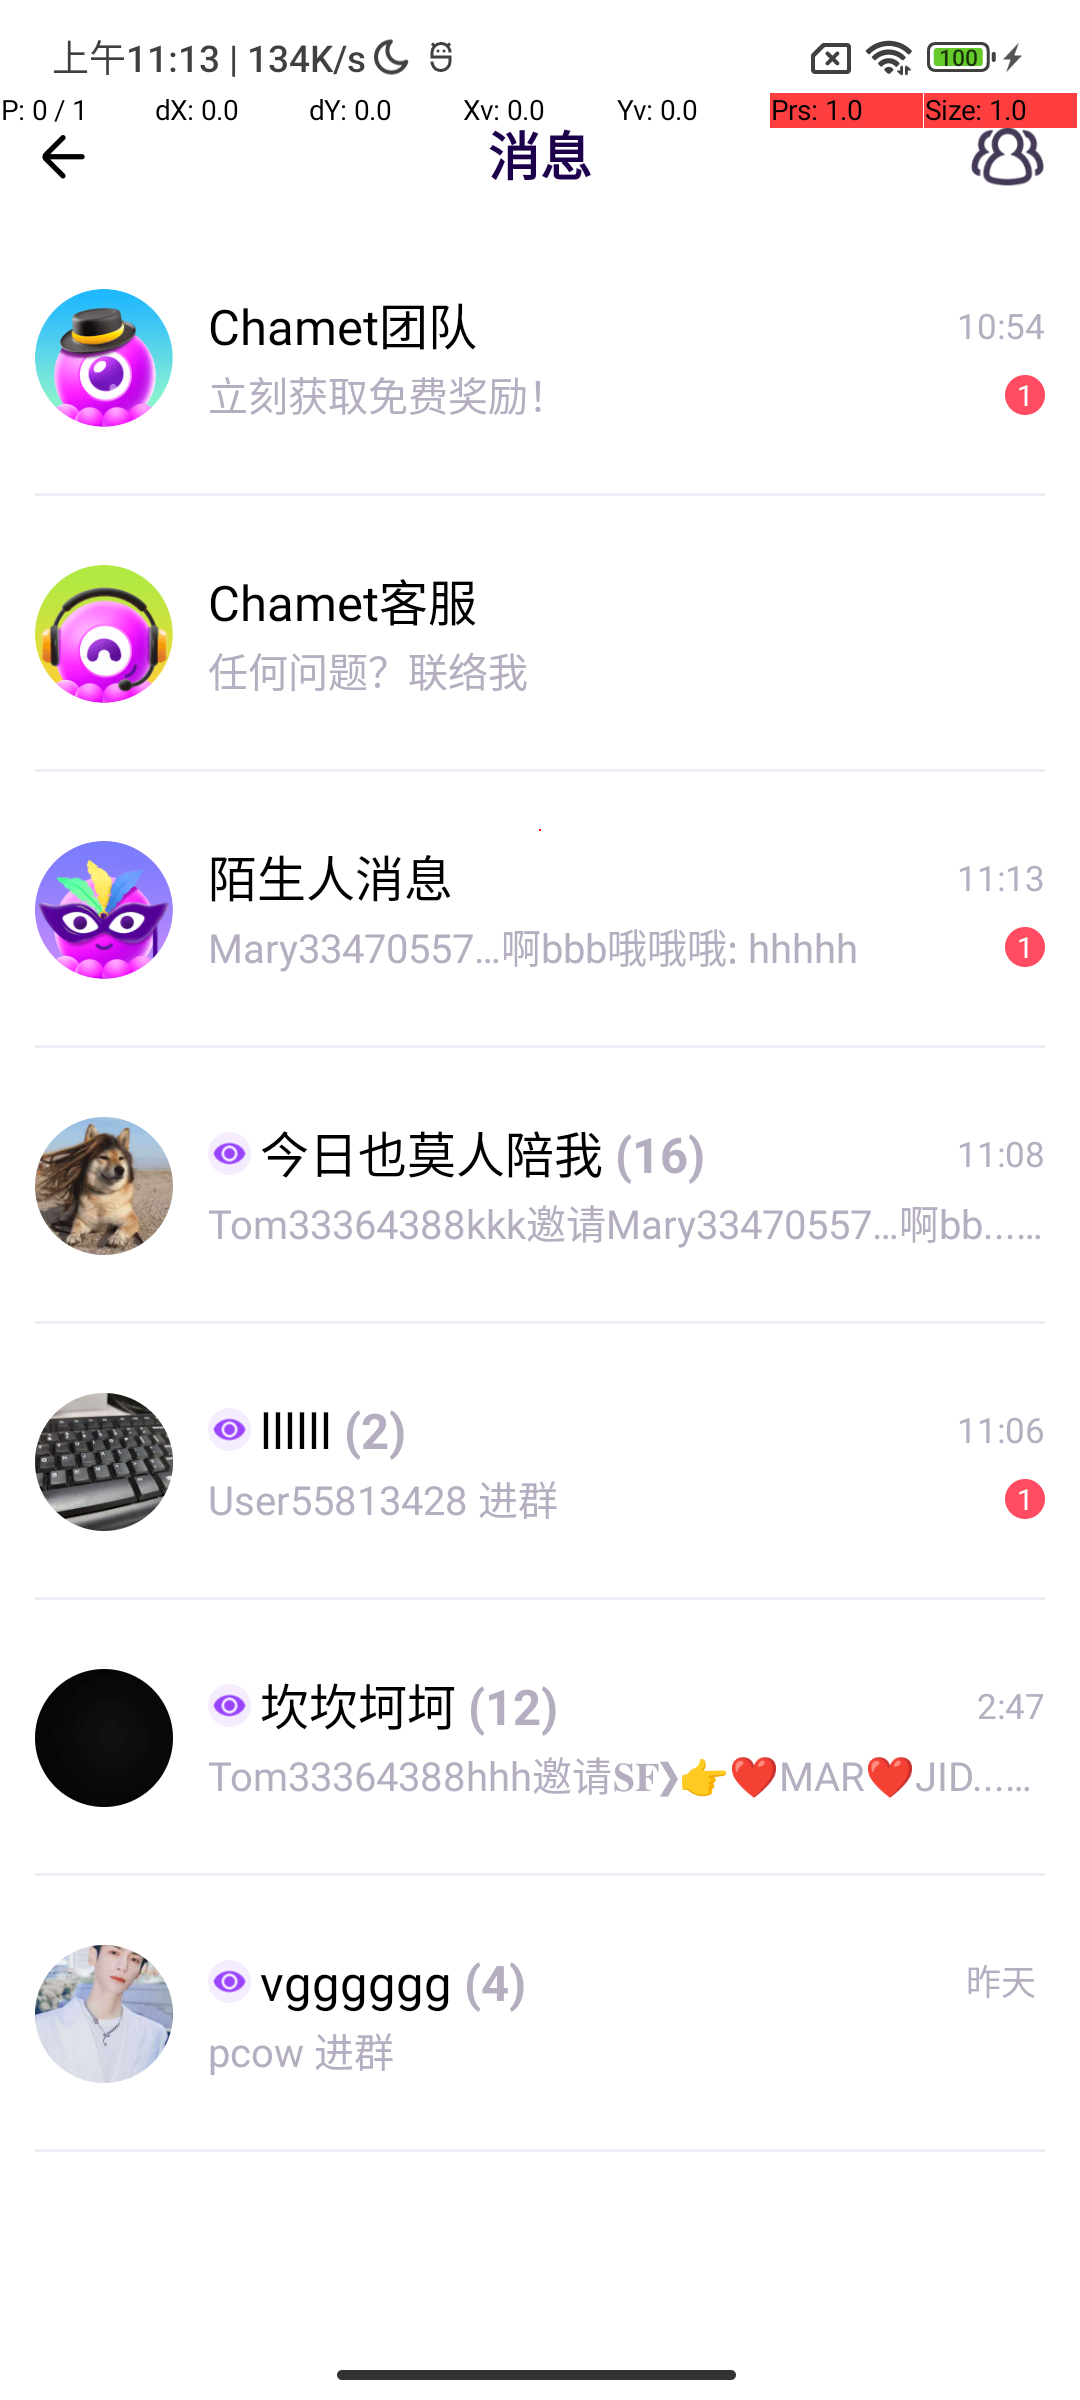 上午11:13 | 134K/s
100
P: 0 / 1 dX: 0.0 dY: 0.0 Xv: 0.0 Yv: 0.0 Prs: 1.0 Size: 1.0
消息
Chamet团队 10:54
立刻获取免费奖励！ 1
Chamet客服
任何问题？联络我
陌生人消息 11:13
Mary33470557...啊bbb哦哦哦: hhhhh 1
今日也莫人陪我 (16) 11:08
Tom33364388kkk邀请Mary33470557...啊bb...…
llllll (2) 11:06
User55813428 进群 1
坎坎坷坷 (12) 2:47
Tom33364388hhh邀请𝐒𝐅❯👉❤️MAR❤️JID...…
vgggggg (4) 昨天
pcow 进群